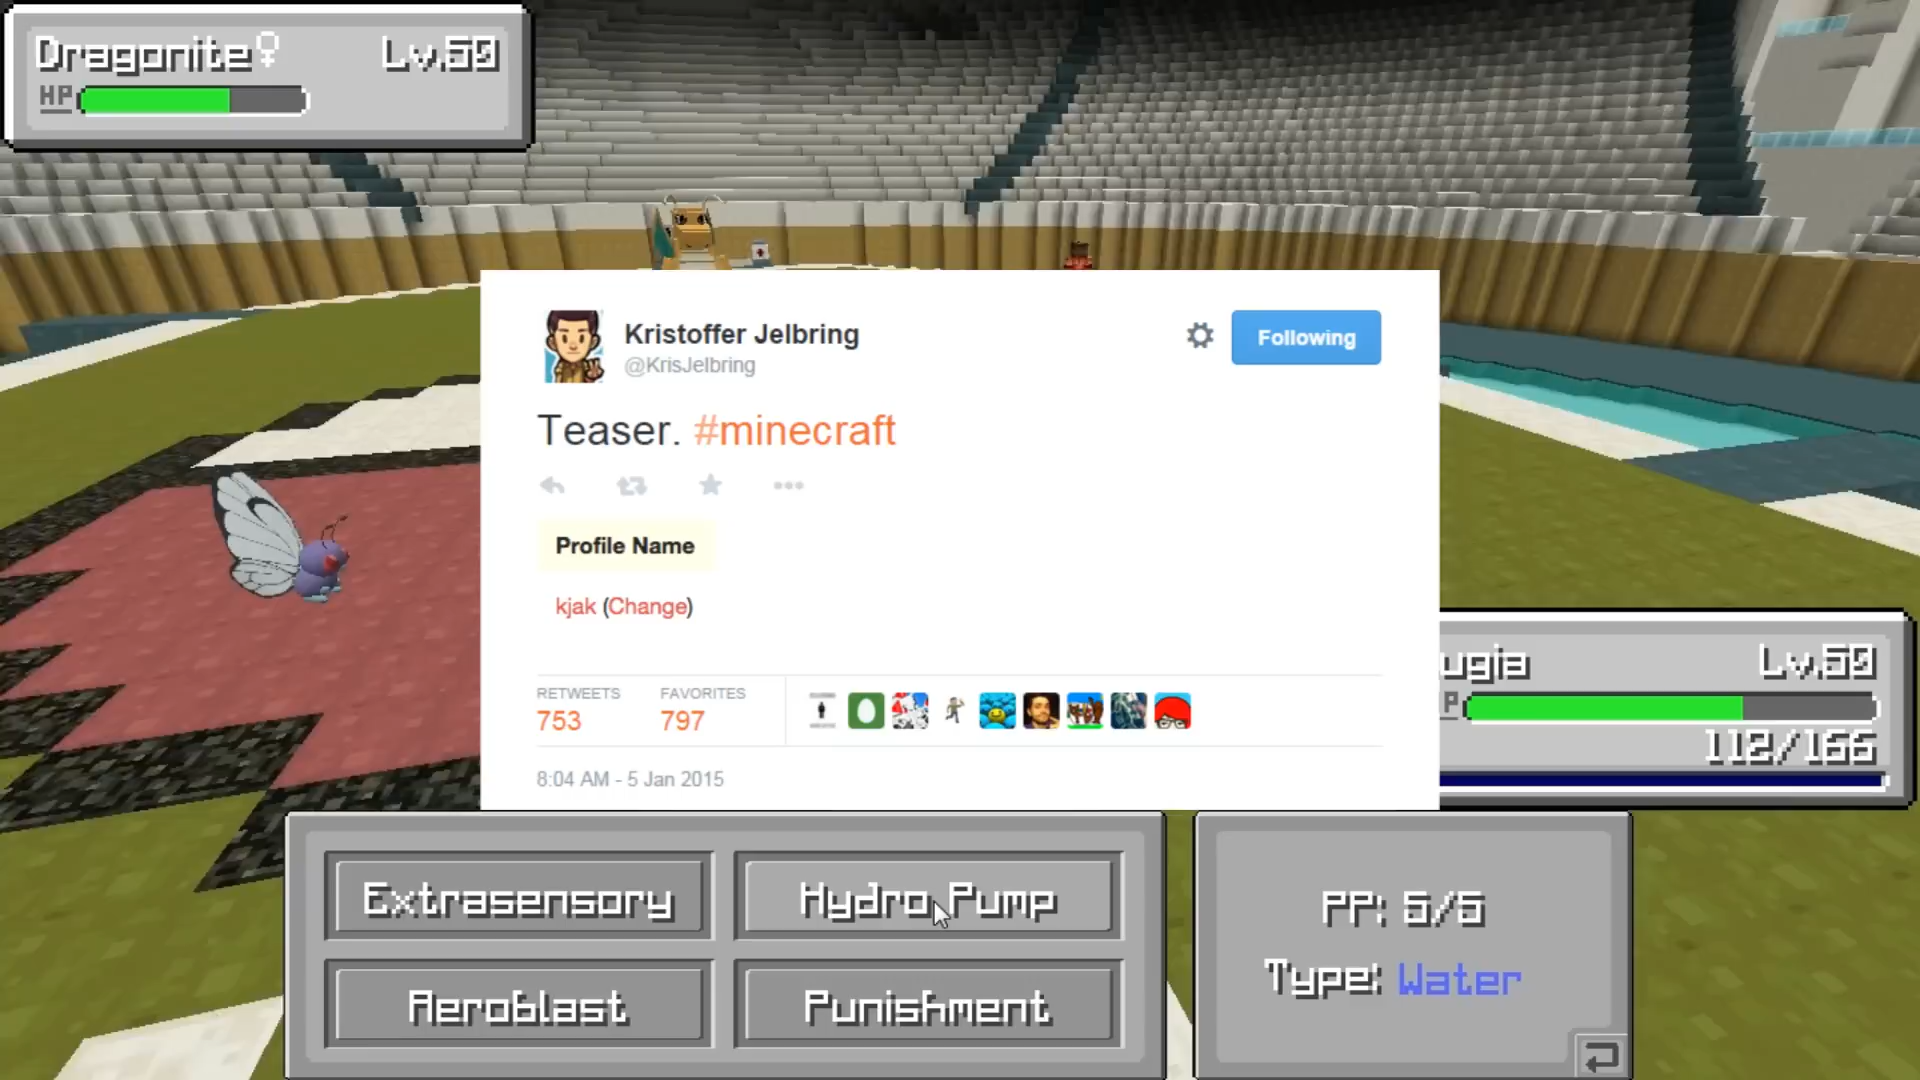 Dragonite♀ Lv.50
HP
Kristoffer Jelbring
@KrisJelbring
Following
Teaser. #minecraft
Profile Name
kjak (Change)
RETWEETS FAVORITES
753 797
8:04 AM - 5 Jan 2015
ugia Lv.50
P
112/166
Extrasensory Hydro Pump
Aeroblast Punishment
PP: 5/5
Type: Water